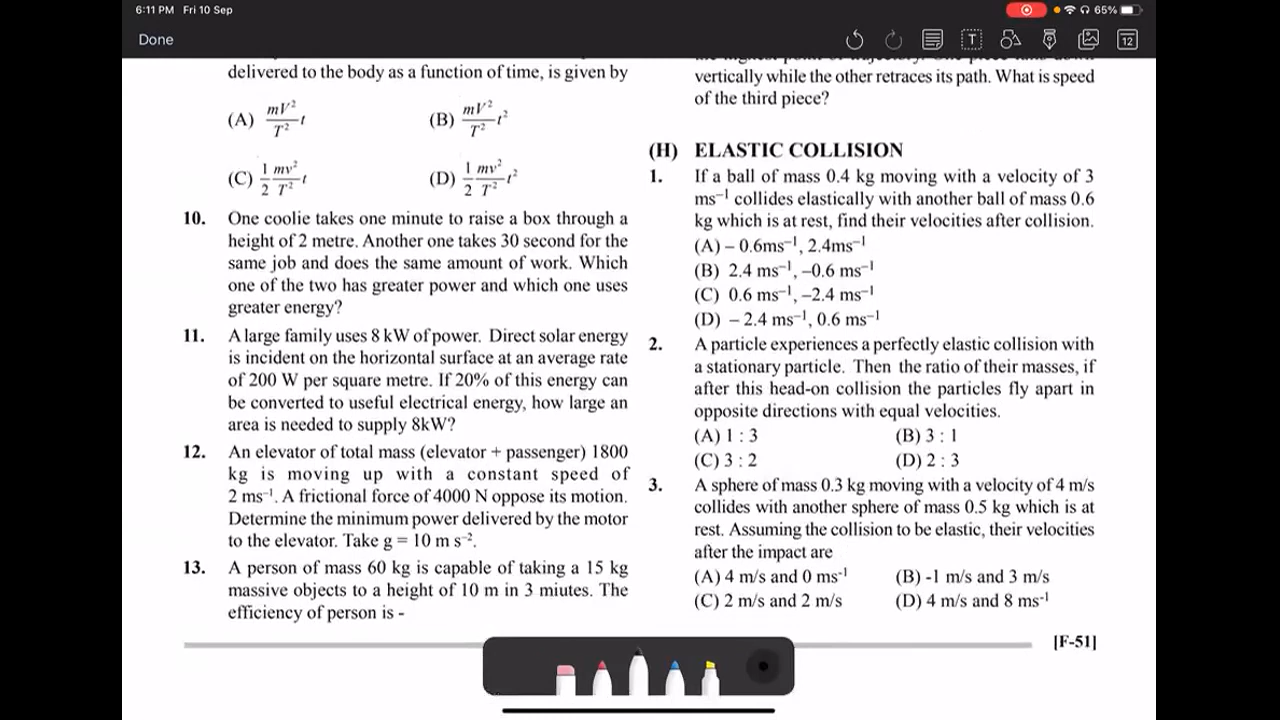 6:11 PM Fri 10 Sep
65%
Done
12
delivered to the body as a function of time, is given by
(A) mV²/T² t (B) mV²/T² t²
(C) 1/2 mv²/T² t (D) 1/2 mv²/T² t²
10. One coolie takes one minute to raise a box through a
height of 2 metre. Another one takes 30 second for the
same job and does the same amount of work. Which
one of the two has greater power and which one uses
greater energy?
11. A large family uses 8 kW of power. Direct solar energy
is incident on the horizontal surface at an average rate
of 200 W per square metre. If 20% of this energy can
be converted to useful electrical energy, how large an
area is needed to supply 8kW?
12. An elevator of total mass (elevator + passenger) 1800
kg is moving up with a constant speed of
2 ms⁻¹. A frictional force of 4000 N oppose its motion.
Determine the minimum power delivered by the motor
to the elevator. Take g = 10 m s⁻².
13. A person of mass 60 kg is capable of taking a 15 kg
massive objects to a height of 10 m in 3 miutes. The
efficiency of person is -
vertically while the other retraces its path. What is speed
of the third piece?
(H) ELASTIC COLLISION
1. If a ball of mass 0.4 kg moving with a velocity of 3
ms⁻¹ collides elastically with another ball of mass 0.6
kg which is at rest, find their velocities after collision.
(A) – 0.6ms⁻¹, 2.4ms⁻¹
(B) 2.4 ms⁻¹, –0.6 ms⁻¹
(C) 0.6 ms⁻¹, –2.4 ms⁻¹
(D) – 2.4 ms⁻¹, 0.6 ms⁻¹
2. A particle experiences a perfectly elastic collision with
a stationary particle. Then the ratio of their masses, if
after this head-on collision the particles fly apart in
opposite directions with equal velocities.
(A) 1 : 3 (B) 3 : 1
(C) 3 : 2 (D) 2 : 3
3. A sphere of mass 0.3 kg moving with a velocity of 4 m/s
collides with another sphere of mass 0.5 kg which is at
rest. Assuming the collision to be elastic, their velocities
after the impact are
(A) 4 m/s and 0 ms⁻¹ (B) -1 m/s and 3 m/s
(C) 2 m/s and 2 m/s (D) 4 m/s and 8 ms⁻¹
[F-51]